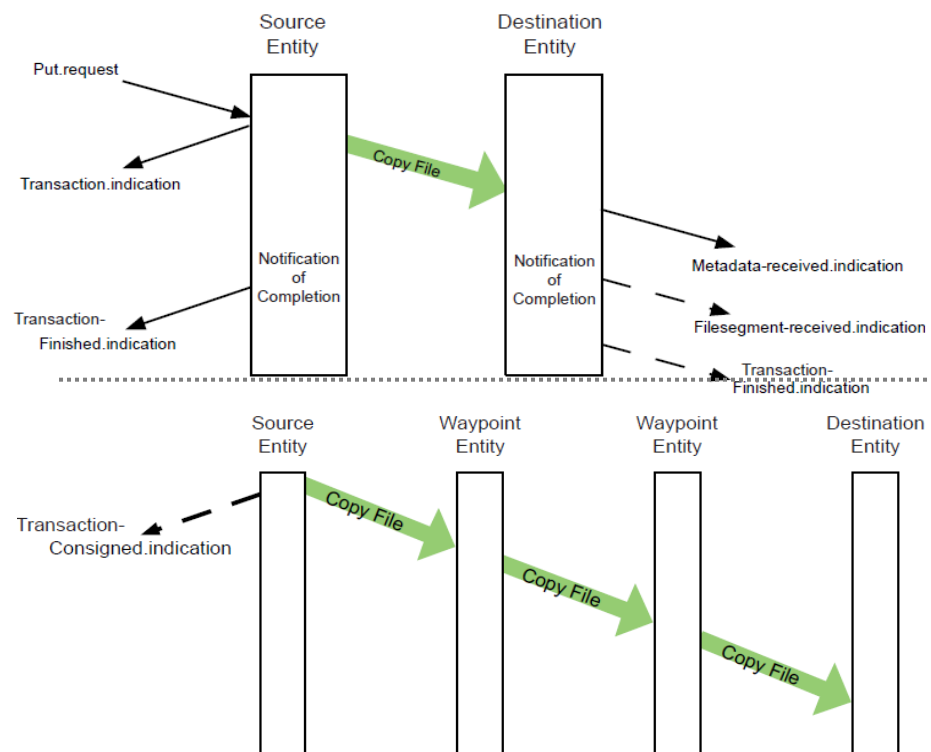 Source
Entity
Destination
Entity
Put.request
Copy File
Transaction.indication
Notification
of
Completion
Notification
of
Completion
Metadata-received.indication
Transaction-
Finished.indication
Filesegment-received.indication
Transaction-
Finished.indication
Source
Entity
Waypoint
Entity
Waypoint
Entity
Destination
Entity
Transaction-
Consigned.indication
Copy File
Copy File
Copy File